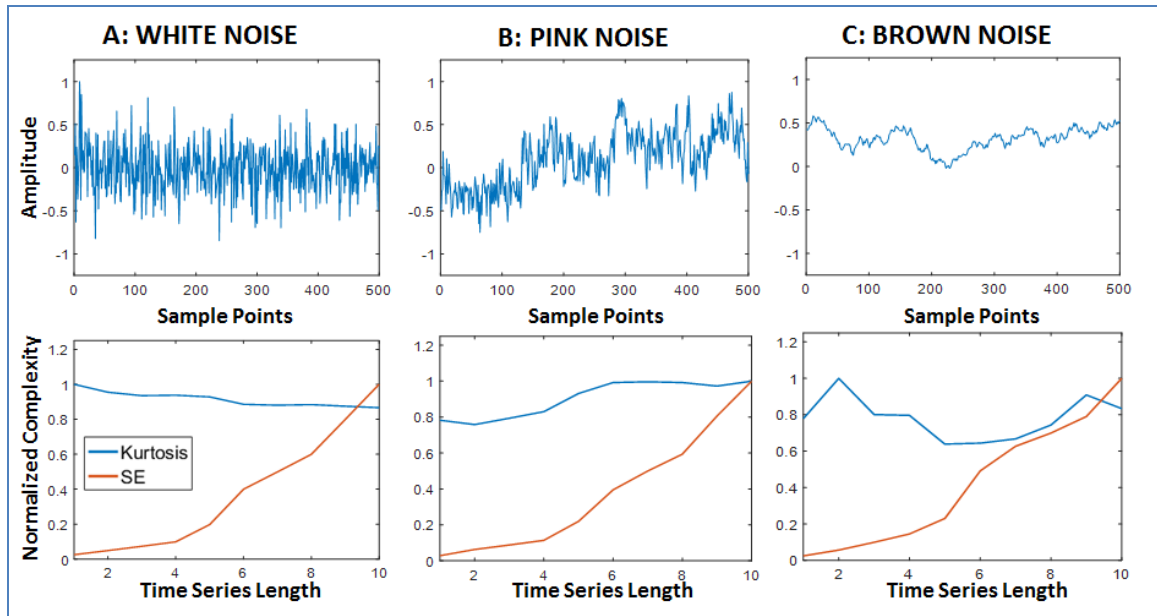 A: WHITE NOISE
B: PINK NOISE
C: BROWN NOISE
Amplitude
1
0.5
0
-0.5
-1
0 100 200 300 400 500
Sample Points
1
0.5
0
-0.5
-1
0 100 200 300 400 500
Sample Points
1
0.5
0
-0.5
-1
0 100 200 300 400 500
Sample Points
Normalized Complexity
1.2
1
0.8
0.6
0.4
0.2
0
Kurtosis
SE
2 4 6 8 10
Time Series Length
1.2
1
0.8
0.6
0.4
0.2
0
2 4 6 8 10
Time Series Length
1.2
1
0.8
0.6
0.4
0.2
0
2 4 6 8 10
Time Series Length